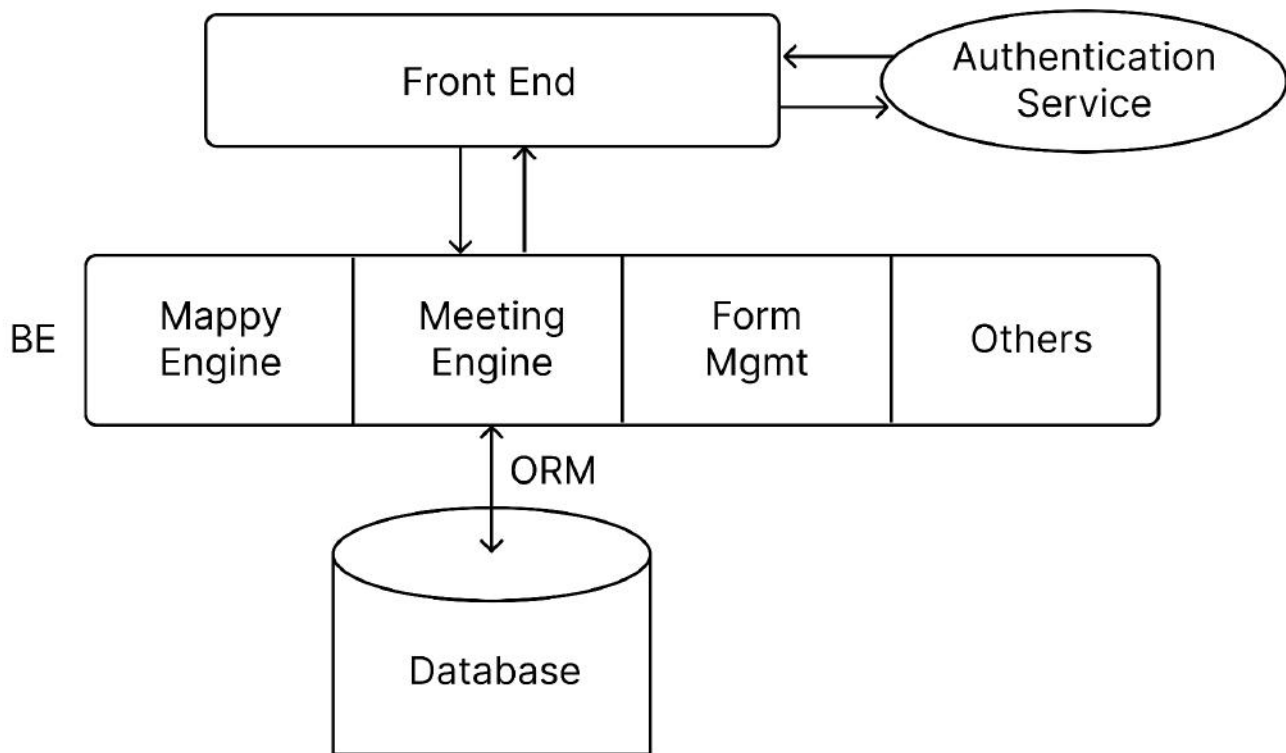 Front End
Authentication
Service
BE
Mappy
Engine
Meeting
Engine
Form
Mgmt
Others
ORM
Database